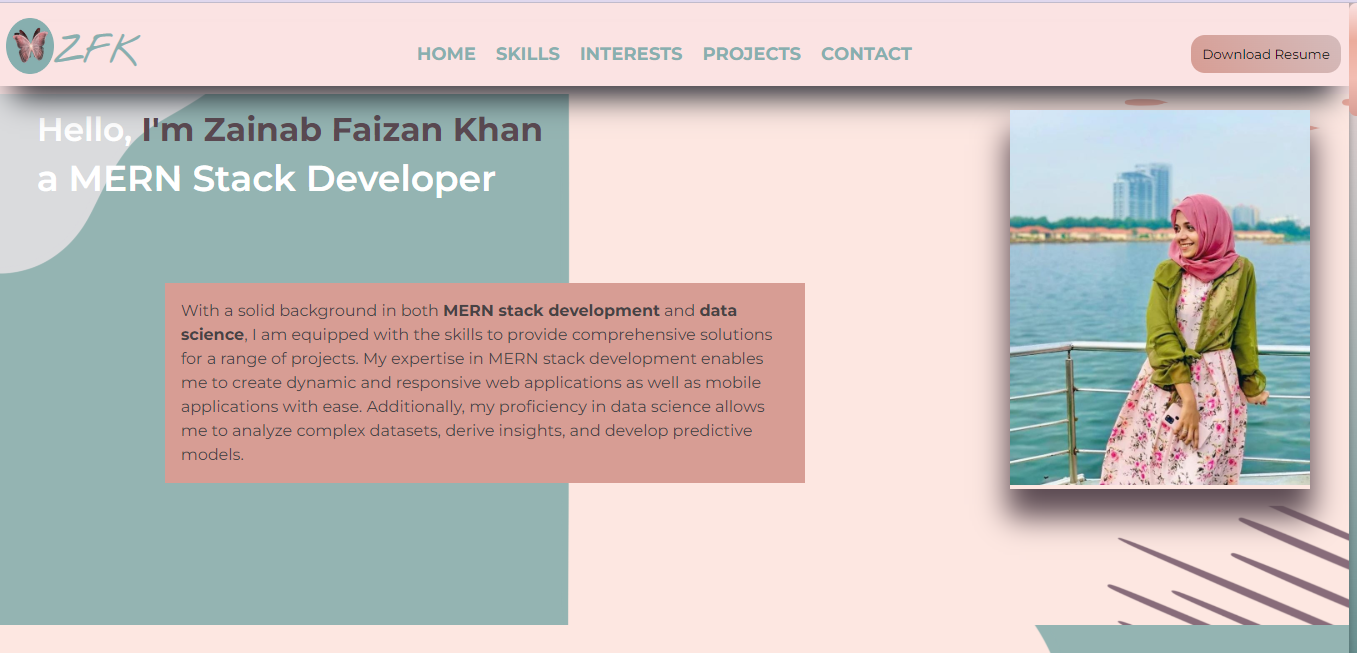 ZFK
HOME SKILLS INTERESTS PROJECTS CONTACT
Download Resume
Hello, I'm Zainab Faizan Khan
a MERN Stack Developer
With a solid background in both MERN stack development and data
science, I am equipped with the skills to provide comprehensive solutions
for a range of projects. My expertise in MERN stack development enables
me to create dynamic and responsive web applications as well as mobile
applications with ease. Additionally, my proficiency in data science allows
me to analyze complex datasets, derive insights, and develop predictive
models.